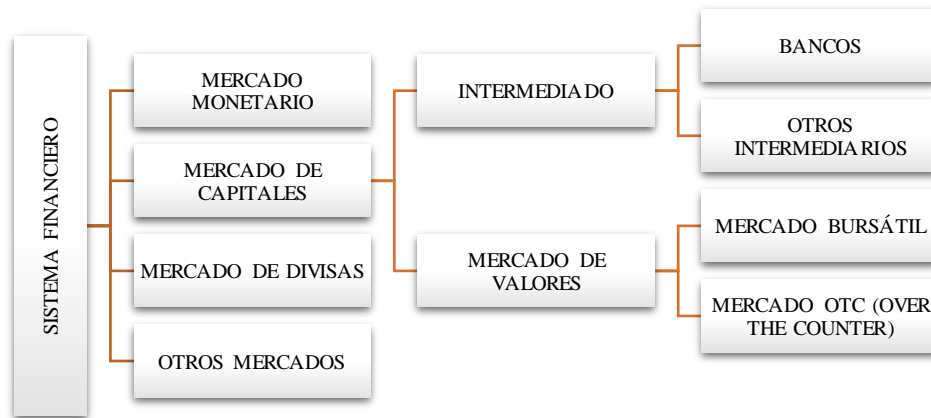 SISTEMA FINANCIERO
MERCADO
MONETARIO
MERCADO DE
CAPITALES
MERCADO DE DIVISAS
OTROS MERCADOS
INTERMEDIADO
MERCADO DE
VALORES
BANCOS
OTROS
INTERMEDIARIOS
MERCADO BURSÁTIL
MERCADO OTC (OVER
THE COUNTER)